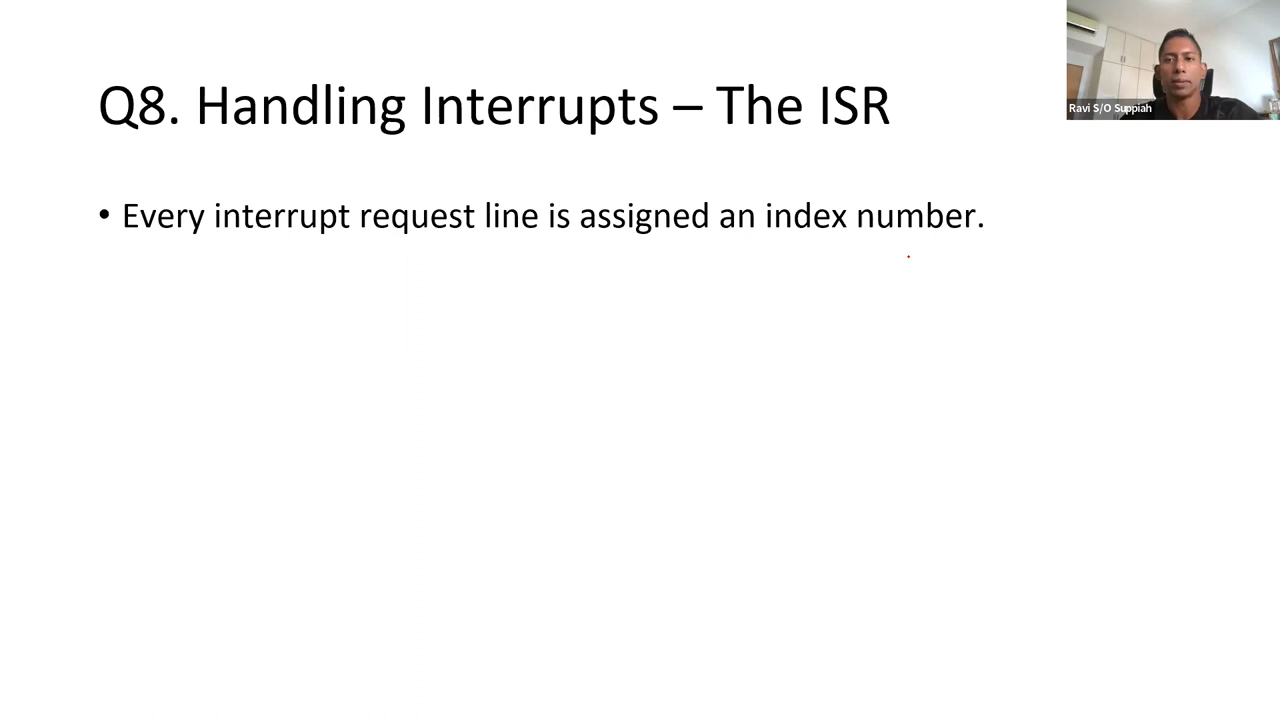 Q8. Handling Interrupts – The ISR
Ravi S/O Suppiah
• Every interrupt request line is assigned an index number.